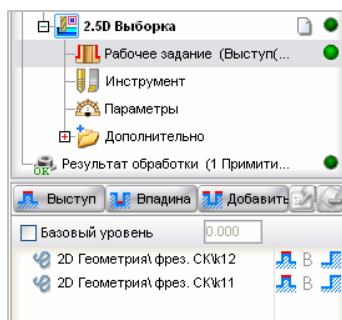 2.5D Выборка
Рабочее задание (Выступ(...
Инструмент
Параметры
Дополнительно
OK Результат обработки (1 Примити...
Выступ Впадина Добавить
Базовый уровень 0.000
2D Геометрия\ фрез. СК\k12 В
2D Геометрия\ фрез. СК\k11 В